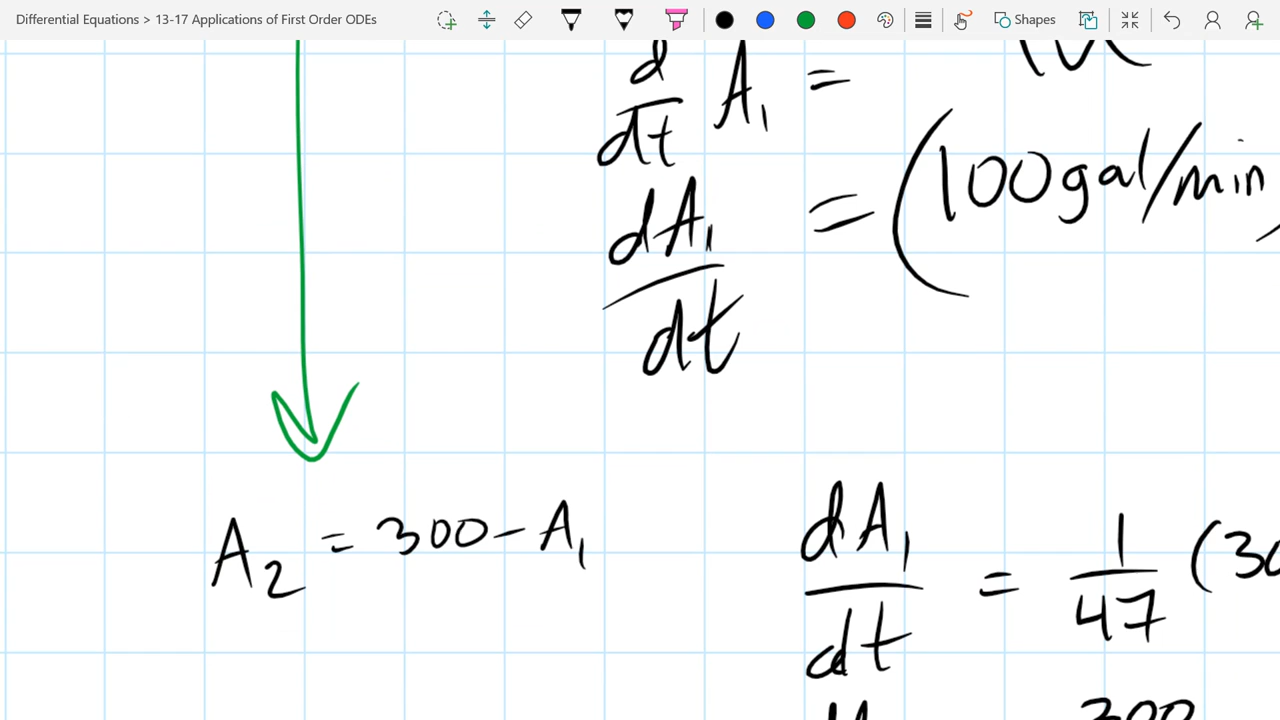 Differential Equations > 13-17 Applications of First Order ODEs
Shapes
d/dt A₁ =
dA₁/dt = (100gal/min
A₂ = 300 - A₁
dA₁/dt = 1/47 (30
300